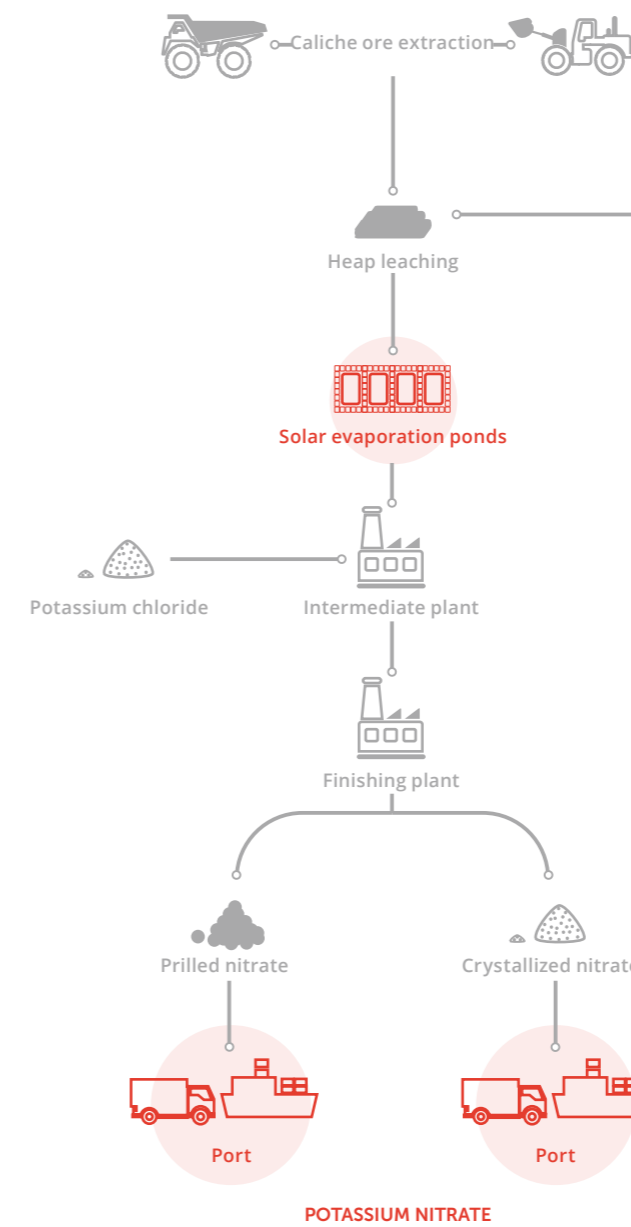 Caliche ore extraction
Heap leaching
Solar evaporation ponds
Potassium chloride
Intermediate plant
Finishing plant
Prilled nitrate
Crystallized nitrate
Port
Port
POTASSIUM NITRATE